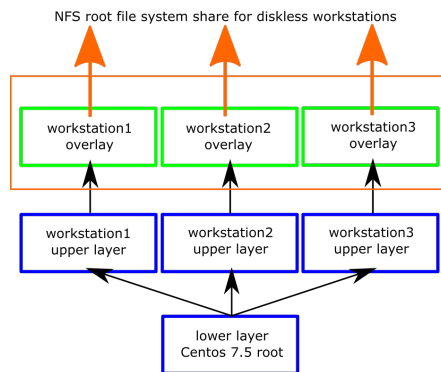 NFS root file system share for diskless workstations
workstation1
overlay
workstation2
overlay
workstation3
overlay
workstation1
upper layer
workstation2
upper layer
workstation3
upper layer
lower layer
Centos 7.5 root